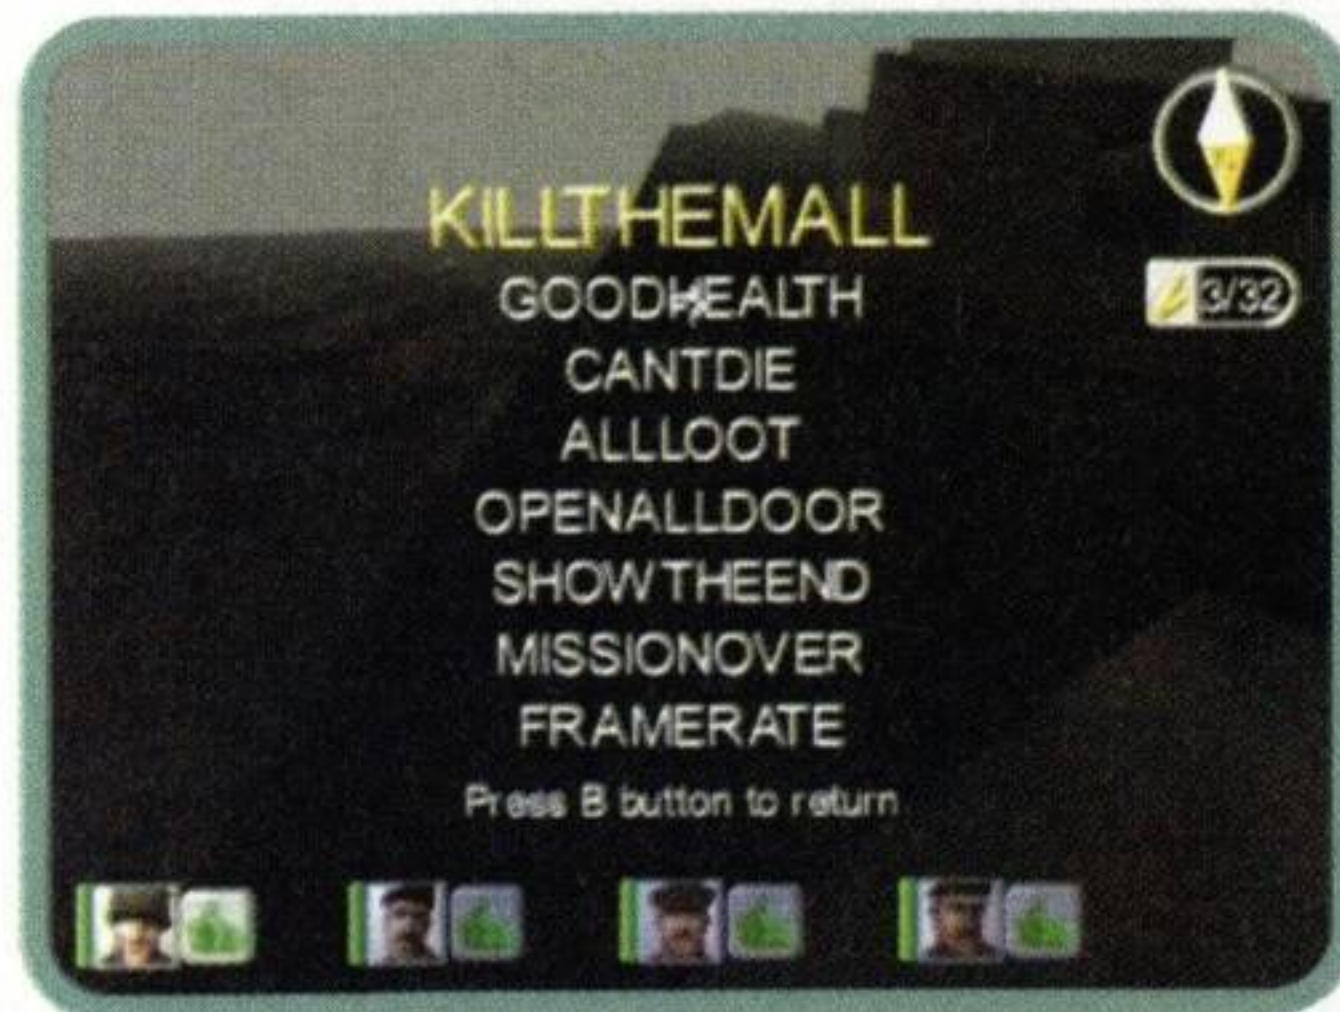 KILLTHEMALL
3/32
GOODHEALTH
CANTDIE
ALLLOOT
OPENALLDOOR
SHOWTHEEND
MISSIONOVER
FRAMERATE
Press B button to return